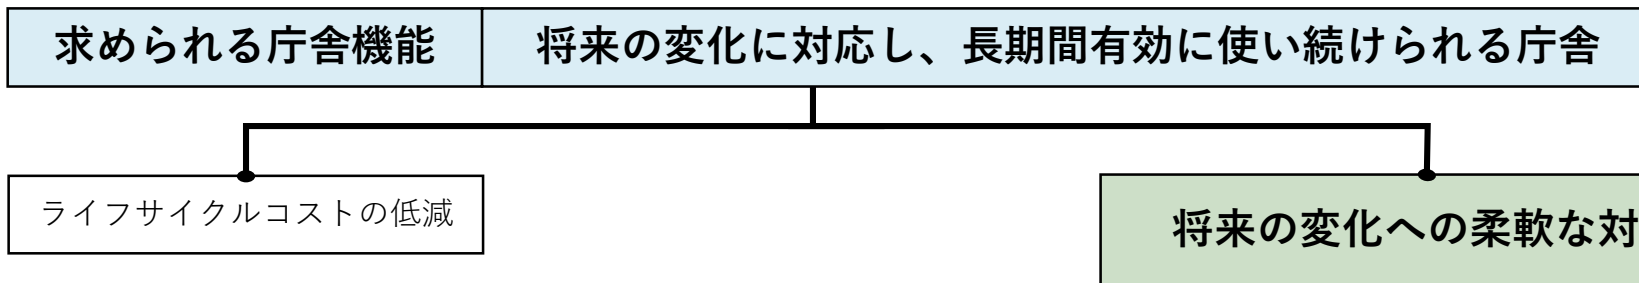 求められる庁舎機能
将来の変化に対応し、長期間有効に使い続けられる庁舎
ライフサイクルコストの低減
将来の変化への柔軟な対